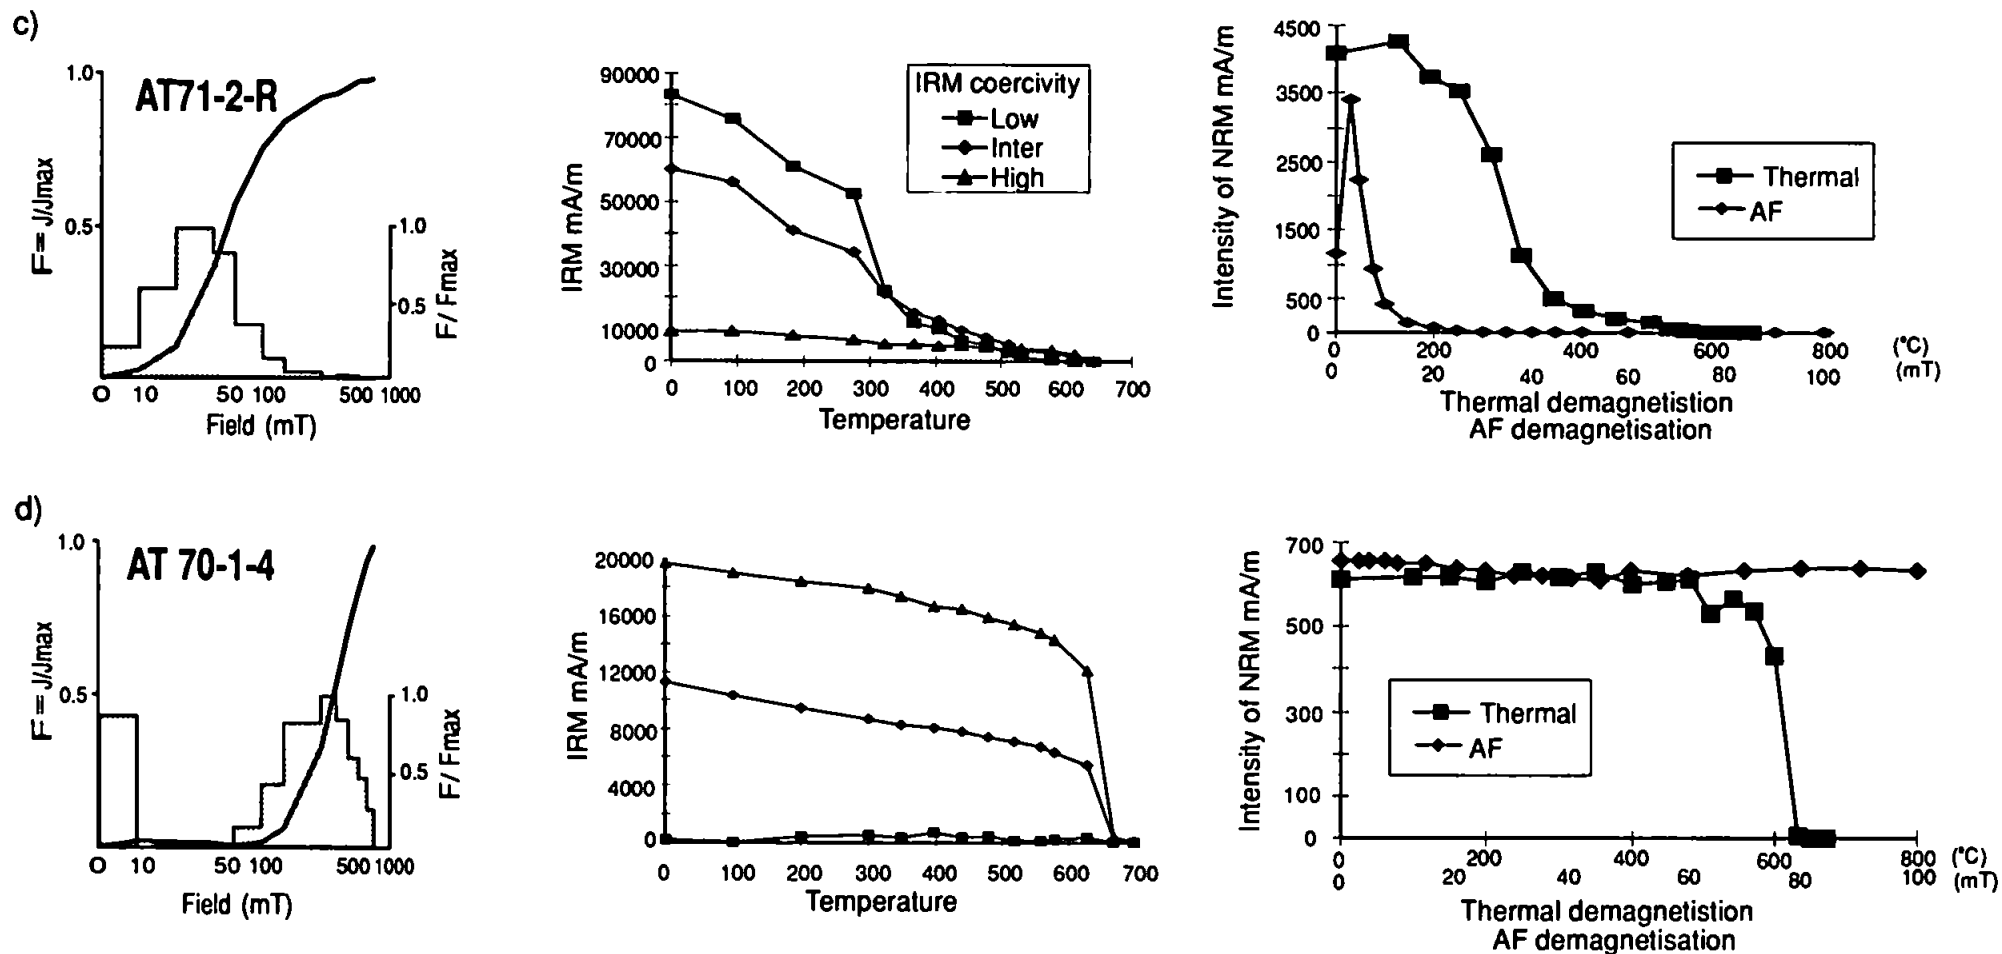 c)
AT71-2-R
1.0
0.5
F = J/Jmax
1.0
0.5
F/ Fmax
O 10 50 100 500 1000
Field (mT)
90000
70000
50000
30000
10000
0
IRM mA/m
IRM coercivity
Low
Inter
High
0 100 200 300 400 500 600 700
Temperature
4500
3500
2500
1500
500
0
Intensity of NRM mA/m
Thermal
AF
0 200 400 600 800 (°C)
0 20 40 60 80 100 (mT)
Thermal demagnetistion
AF demagnetisation
d)
AT 70-1-4
1.0
0.5
F = J/Jmax
1.0
0.5
F/ Fmax
O 10 50 100 500 1000
Field (mT)
20000
16000
12000
8000
4000
0
IRM mA/m
0 100 200 300 400 500 600 700
Temperature
700
500
300
100
0
Intensity of NRM mA/m
Thermal
AF
0 200 400 600 800 (°C)
0 20 40 60 80 100 (mT)
Thermal demagnetistion
AF demagnetisation